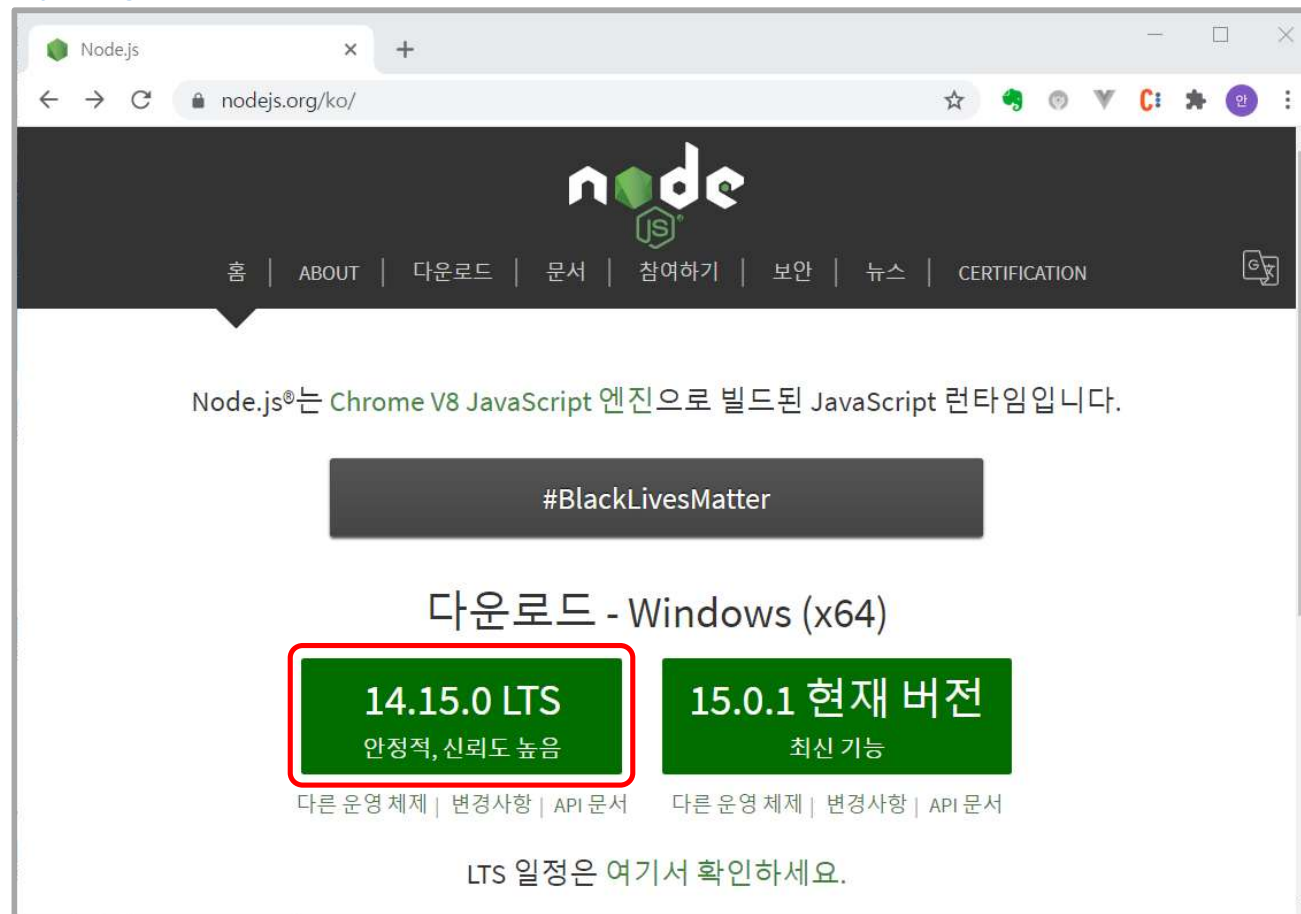 Node.js
nodejs.org/ko/
안
node
JS
홈 | ABOUT | 다운로드 | 문서 | 참여하기 | 보안 | 뉴스 | CERTIFICATION
Node.js®는 Chrome V8 JavaScript 엔진으로 빌드된 JavaScript 런타임입니다.
#BlackLivesMatter
다운로드 - Windows (x64)
14.15.0 LTS
안정적, 신뢰도 높음
15.0.1 현재 버전
최신 기능
다른 운영 체제 | 변경사항 | API 문서
다른 운영 체제 | 변경사항 | API 문서
LTS 일정은 여기서 확인하세요.